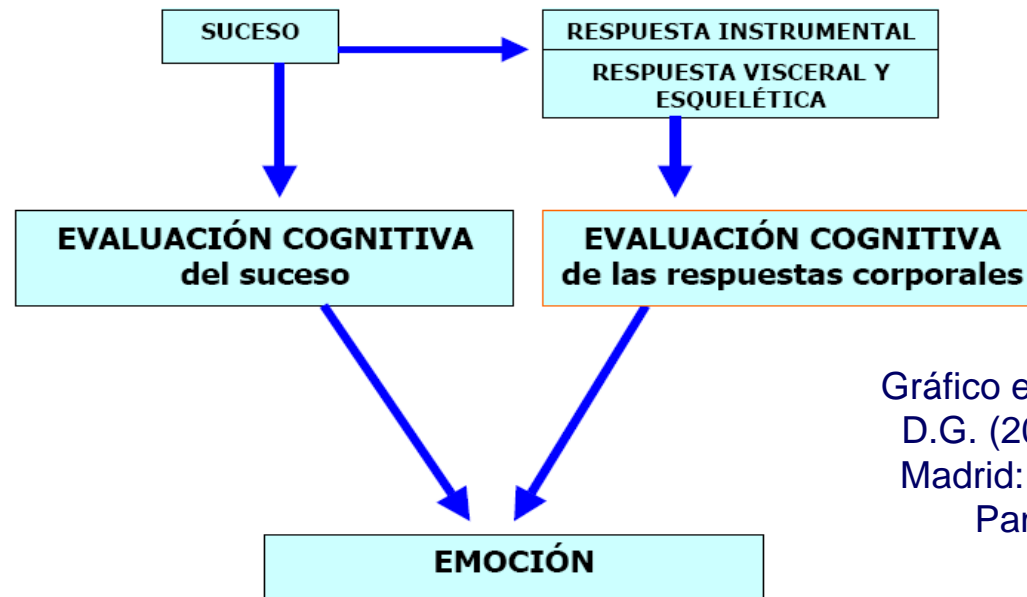 SUCESO
RESPUESTA INSTRUMENTAL
RESPUESTA VISCERAL Y
ESQUELÉTICA
EVALUACIÓN COGNITIVA
del suceso
EVALUACIÓN COGNITIVA
de las respuestas corporales
Gráfico
D.G. (20
Madrid:
EMOCIÓN